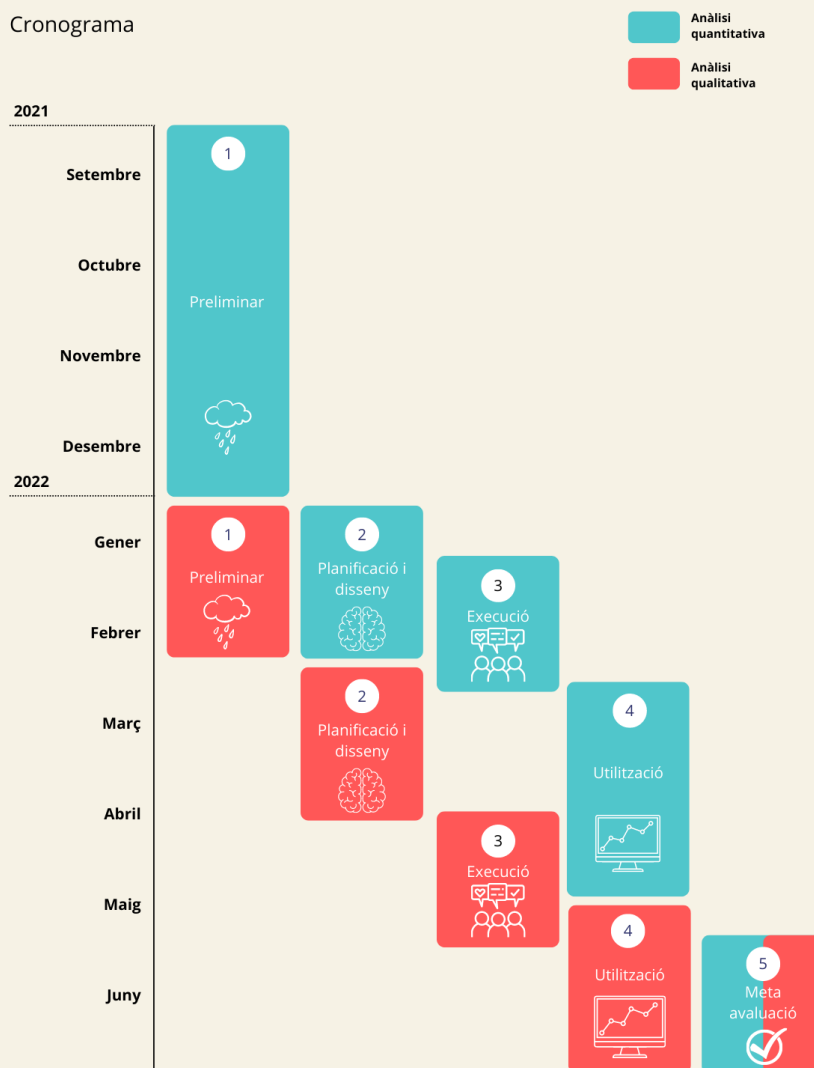 Cronograma
Anàlisi
quantitativa
Anàlisi
qualitativa
2021
Setembre
Octubre
Novembre
Desembre
2022
Gener
Febrer
Març
Abril
Maig
Juny
1
Preliminar
1
Preliminar
2
Planificació i
disseny
2
Planificació i
disseny
3
Execució
3
Execució
4
Utilització
4
Utilització
5
Meta
avaluació